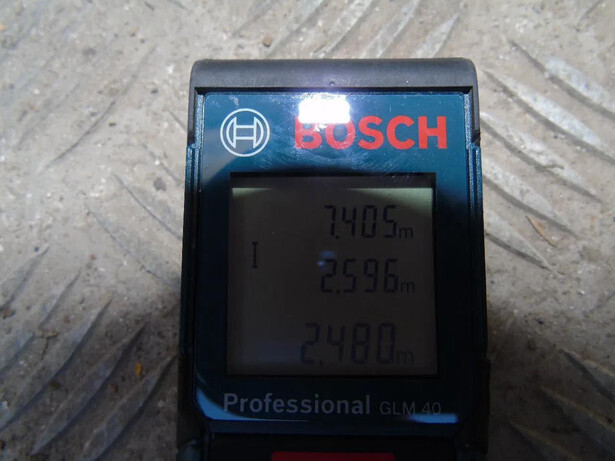 BOSCH
7.405m
I
2.596m
2.480m
Professional GLM 40